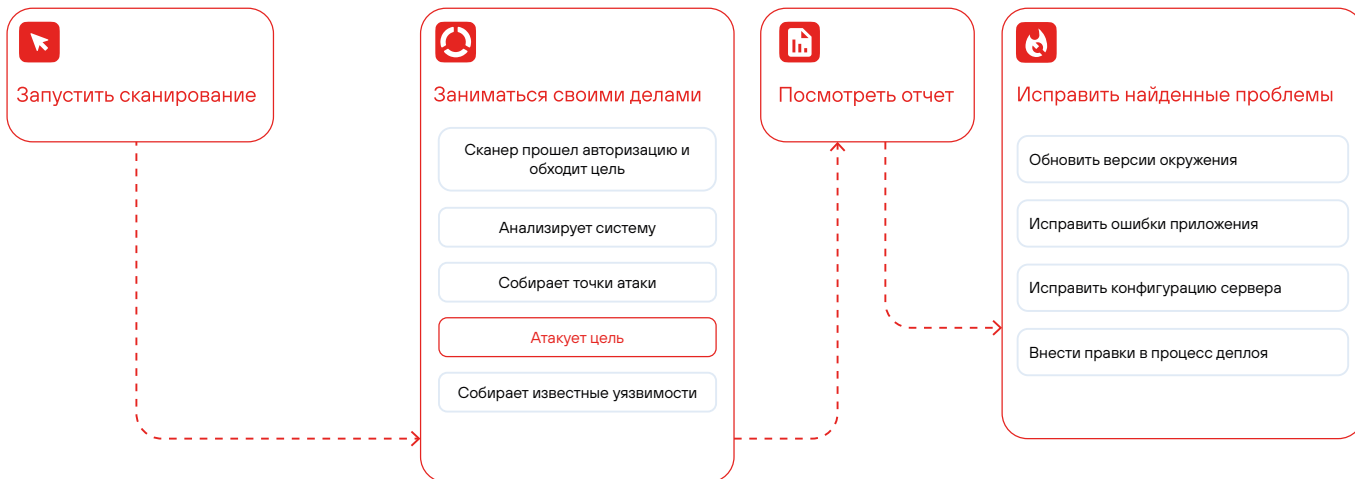 Запустить сканирование
Заниматься своими делами
Сканер прошел авторизацию и
обходит цель
Анализирует систему
Собирает точки атаки
Атакует цель
Собирает известные уязвимости
Посмотреть отчет
Исправить найденные проблемы
Обновить версии окружения
Исправить ошибки приложения
Исправить конфигурацию сервера
Внести правки в процесс деплоя